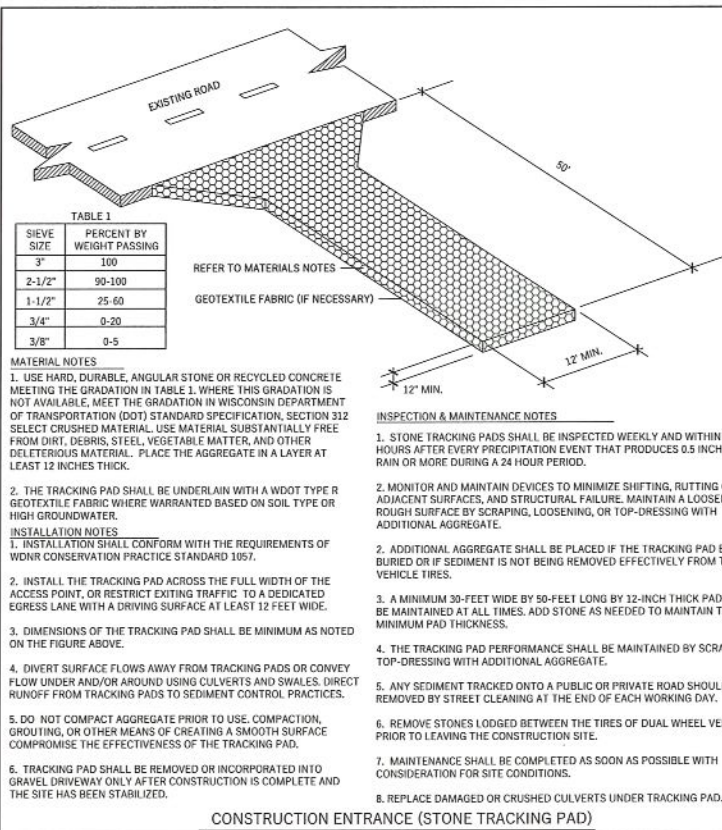 EXISTING ROAD
50'
TABLE 1
SIEVE SIZE
PERCENT BY WEIGHT PASSING
3" 100
2-1/2" 90-100
1-1/2" 25-60
3/4" 0-20
3/8" 0-5
REFER TO MATERIALS NOTES
GEOTEXTILE FABRIC (IF NECESSARY)
12' MIN.
12" MIN.
MATERIAL NOTES
1. USE HARD, DURABLE, ANGULAR STONE OR RECYCLED CONCRETE
MEETING THE GRADATION IN TABLE 1. WHERE THIS GRADATION IS
NOT AVAILABLE, MEET THE GRADATION IN WISCONSIN DEPARTMENT
OF TRANSPORTATION (DOT) STANDARD SPECIFICATION, SECTION 312
SELECT CRUSHED MATERIAL. USE MATERIAL SUBSTANTIALLY FREE
FROM DIRT, DEBRIS, STEEL, VEGETABLE MATTER, AND OTHER
DELETERIOUS MATERIAL. PLACE THE AGGREGATE IN A LAYER AT
LEAST 12 INCHES THICK.
2. THE TRACKING PAD SHALL BE UNDERLAIN WITH A WDOT TYPE R
GEOTEXTILE FABRIC WHERE WARRANTED BASED ON SOIL TYPE OR
HIGH GROUNDWATER.
INSTALLATION NOTES
1. INSTALLATION SHALL CONFORM WITH THE REQUIREMENTS OF
WDNR CONSERVATION PRACTICE STANDARD 1057.
2. INSTALL THE TRACKING PAD ACROSS THE FULL WIDTH OF THE
ACCESS POINT, OR RESTRICT EXITING TRAFFIC TO A DEDICATED
EGRESS LANE WITH A DRIVING SURFACE AT LEAST 12 FEET WIDE.
3. DIMENSIONS OF THE TRACKING PAD SHALL BE MINIMUM AS NOTED
ON THE FIGURE ABOVE.
4. DIVERT SURFACE FLOWS AWAY FROM TRACKING PADS OR CONVEY
FLOW UNDER AND/OR AROUND USING CULVERTS AND SWALES. DIRECT
RUNOFF FROM TRACKING PADS TO SEDIMENT CONTROL PRACTICES.
5. DO NOT COMPACT AGGREGATE PRIOR TO USE. COMPACTION,
GROUTING, OR OTHER MEANS OF CREATING A SMOOTH SURFACE
COMPROMISE THE EFFECTIVENESS OF THE TRACKING PAD.
6. TRACKING PAD SHALL BE REMOVED OR INCORPORATED INTO
GRAVEL DRIVEWAY ONLY AFTER CONSTRUCTION IS COMPLETE AND
THE SITE HAS BEEN STABILIZED.
INSPECTION & MAINTENANCE NOTES
1. STONE TRACKING PADS SHALL BE INSPECTED WEEKLY AND WITHIN
HOURS AFTER EVERY PRECIPITATION EVENT THAT PRODUCES 0.5 INCH
RAIN OR MORE DURING A 24 HOUR PERIOD.
2. MONITOR AND MAINTAIN DEVICES TO MINIMIZE SHIFTING, RUTTING
ADJACENT SURFACES, AND STRUCTURAL FAILURE. MAINTAIN A
ROUGH SURFACE BY SCRAPING, LOOSENING, OR TOP-DRESSING WITH
ADDITIONAL AGGREGATE.
2. ADDITIONAL AGGREGATE SHALL BE PLACED IF THE TRACKING PAD
BURIED OR IF SEDIMENT IS NOT BEING REMOVED EFFECTIVELY FROM
VEHICLE TIRES.
3. A MINIMUM 30-FEET WIDE BY 50-FEET LONG BY 12-INCH THICK PAD
BE MAINTAINED AT ALL TIMES. ADD STONE AS NEEDED TO MAINTAIN
MINIMUM PAD THICKNESS.
4. THE TRACKING PAD PERFORMANCE SHALL BE MAINTAINED BY
TOP-DRESSING WITH ADDITIONAL AGGREGATE.
5. ANY SEDIMENT TRACKED ONTO A PUBLIC OR PRIVATE ROAD SHOULD
REMOVED BY STREET CLEANING AT THE END OF EACH WORKING DAY.
6. REMOVE STONES LODGED BETWEEN THE TIRES OF DUAL WHEEL
PRIOR TO LEAVING THE CONSTRUCTION SITE.
7. MAINTENANCE SHALL BE COMPLETED AS SOON AS POSSIBLE WITH
CONSIDERATION FOR SITE CONDITIONS.
8. REPLACE DAMAGED OR CRUSHED CULVERTS UNDER TRACKING PAD.
CONSTRUCTION ENTRANCE (STONE TRACKING PAD)